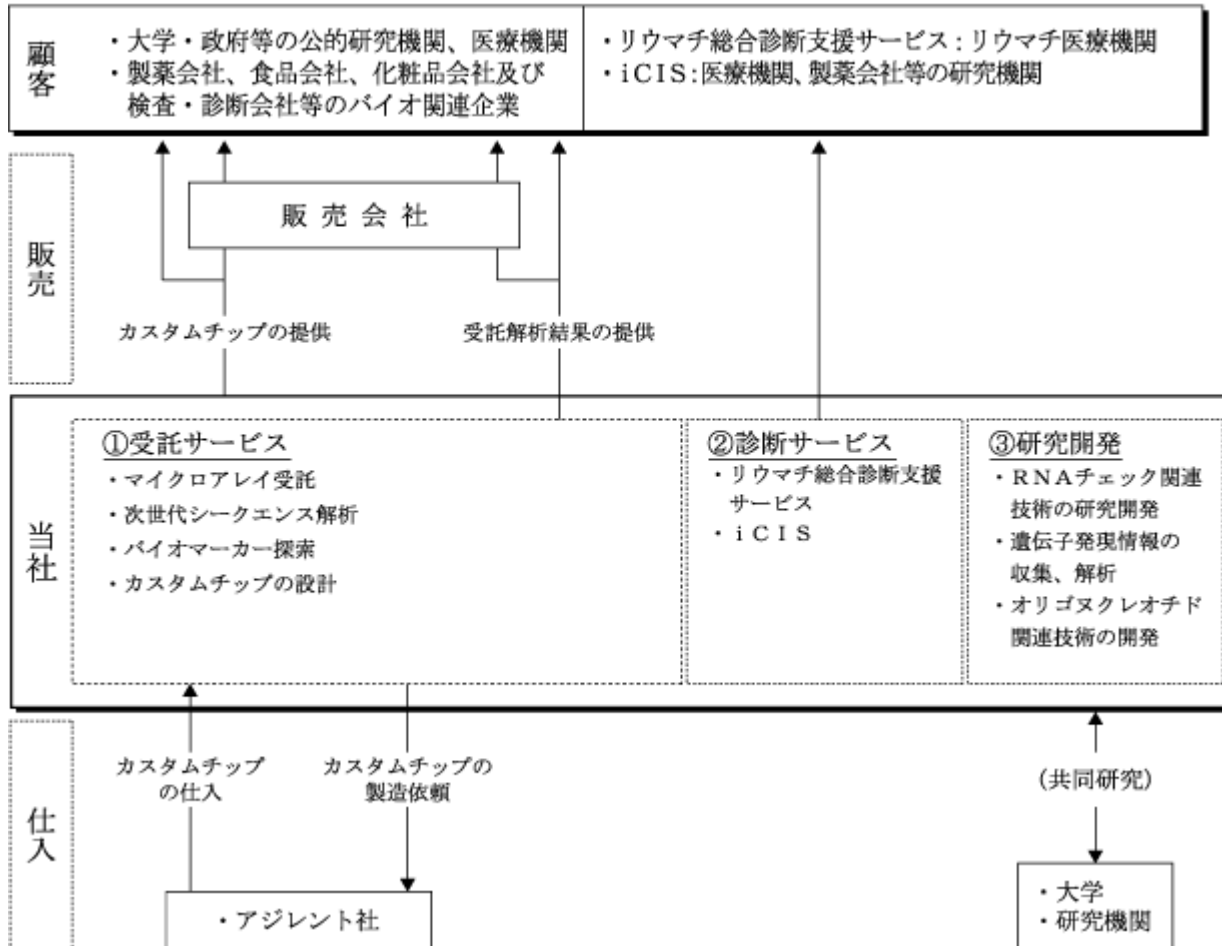 顧客
・大学・政府等の公的研究機関、医療機関
・製薬会社、食品会社、化粧品会社及び
検査・診断会社等のバイオ関連企業
・リウマチ総合診断支援サービス：リウマチ医療機関
・iCIS：医療機関、製薬会社等の研究機関
販売
販売会社
カスタムチップの提供
受託解析結果の提供
当社
①受託サービス
・マイクロアレイ受託
・次世代シークエンス解析
・バイオマーカー探索
・カスタムチップの設計
②診断サービス
・リウマチ総合診断支援
サービス
・iCIS
③研究開発
・RNAチェック関連
技術の研究開発
・遺伝子発現情報の
収集、解析
・オリゴヌクレオチド
関連技術の開発
仕入
カスタムチップ
の仕入
カスタムチップの
製造依頼
（共同研究）
・アジレント社
・大学
・研究機関